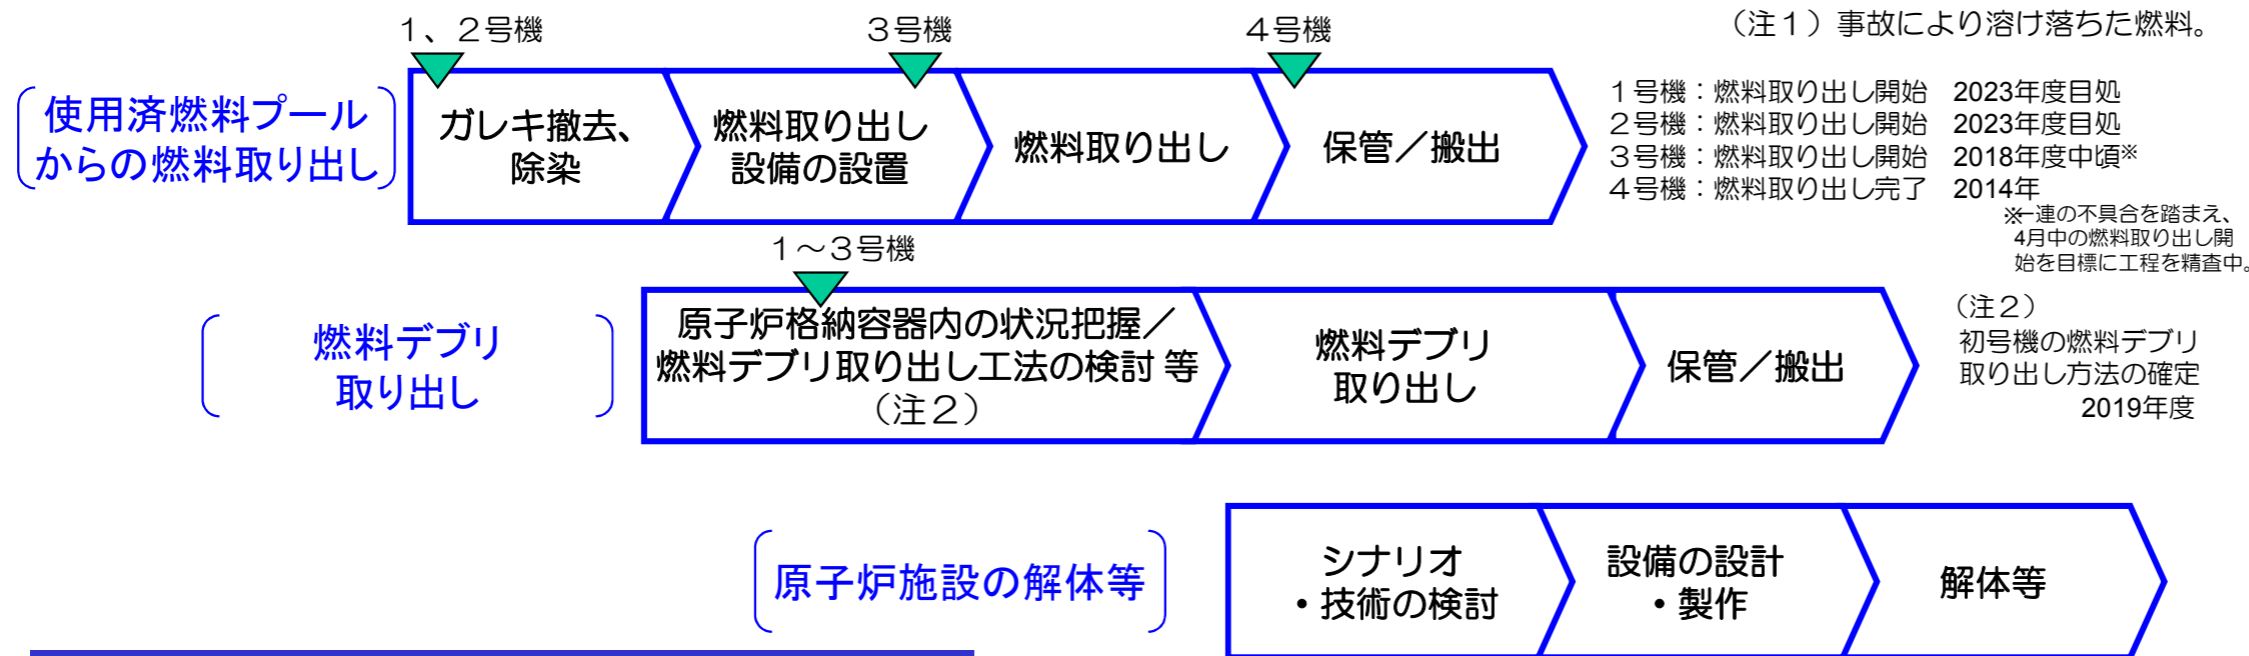 1、2号機
3号機
4号機
(注1)事故により溶け落ちた燃料。
使用済燃料プール
からの燃料取り出し
ガレキ撤去、
除染
燃料取り出し
設備の設置
燃料取り出し
保管/搬出
1号機:燃料取り出し開始 2023年度目処
2号機:燃料取り出し開始 2023年度目処
3号機:燃料取り出し開始 2018年度中頃※
4号機:燃料取り出し完了 2014年
※一連の不具合を踏まえ、
4月中の燃料取り出し開
始を目標に工程を精査中。
1~3号機
燃料デブリ
取り出し
原子炉格納容器内の状況把握/
燃料デブリ取り出し工法の検討 等
(注2)
燃料デブリ
取り出し
保管/搬出
(注2)
初号機の燃料デブリ
取り出し方法の確定
2019年度
原子炉施設の解体等
シナリオ
・技術の検討
設備の設計
・製作
解体等